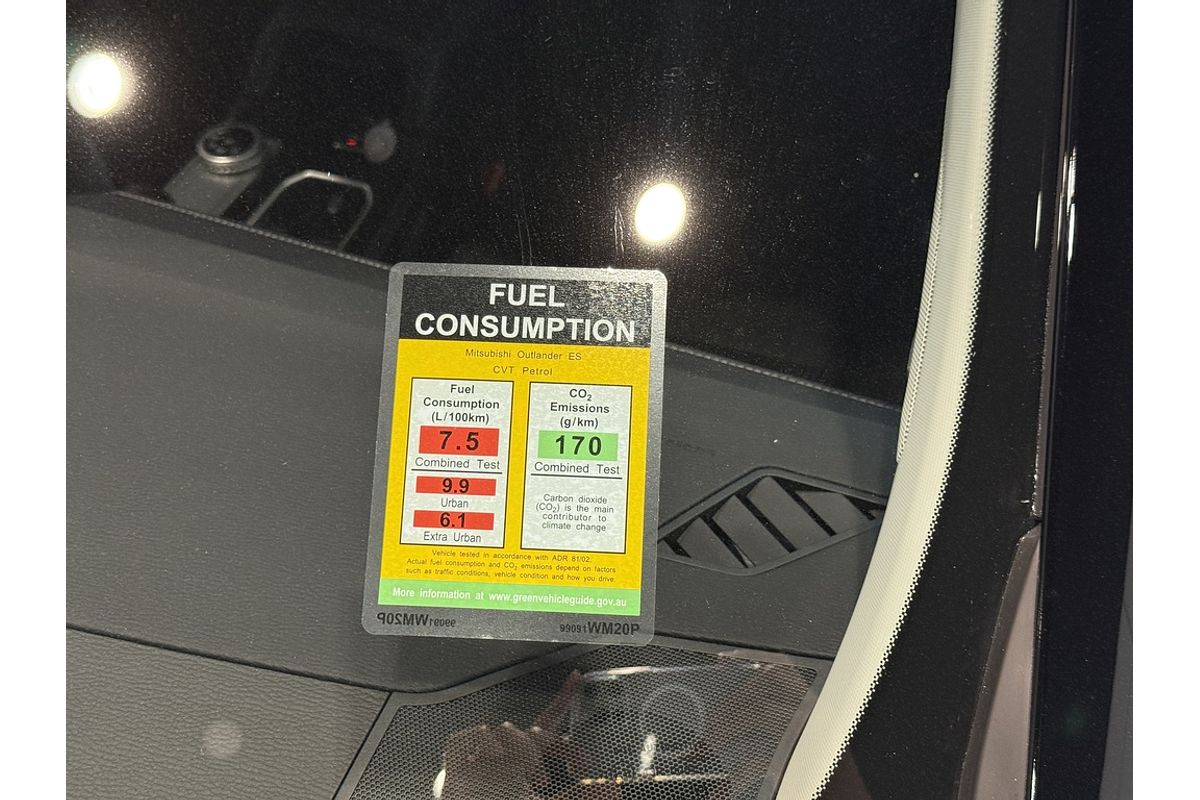 FUEL
CONSUMPTION
Mitsubishi Outlander ES
CVT Petrol
Fuel
Consumption
(L/100km)
7.5
Combined Test
9.9
Urban
6.1
Extra Urban
CO₂
Emissions
(g/km)
170
Combined Test
Carbon dioxide
(CO₂) is the main
contributor to
climate change
Vehicle tested in accordance with ADR 81/02.
Actual fuel consumption and CO₂ emissions depend on factors
such as traffic conditions, vehicle condition and how you drive.
More information at www.greenvehicleguide.gov.au
99091WM20P
99091WM20P